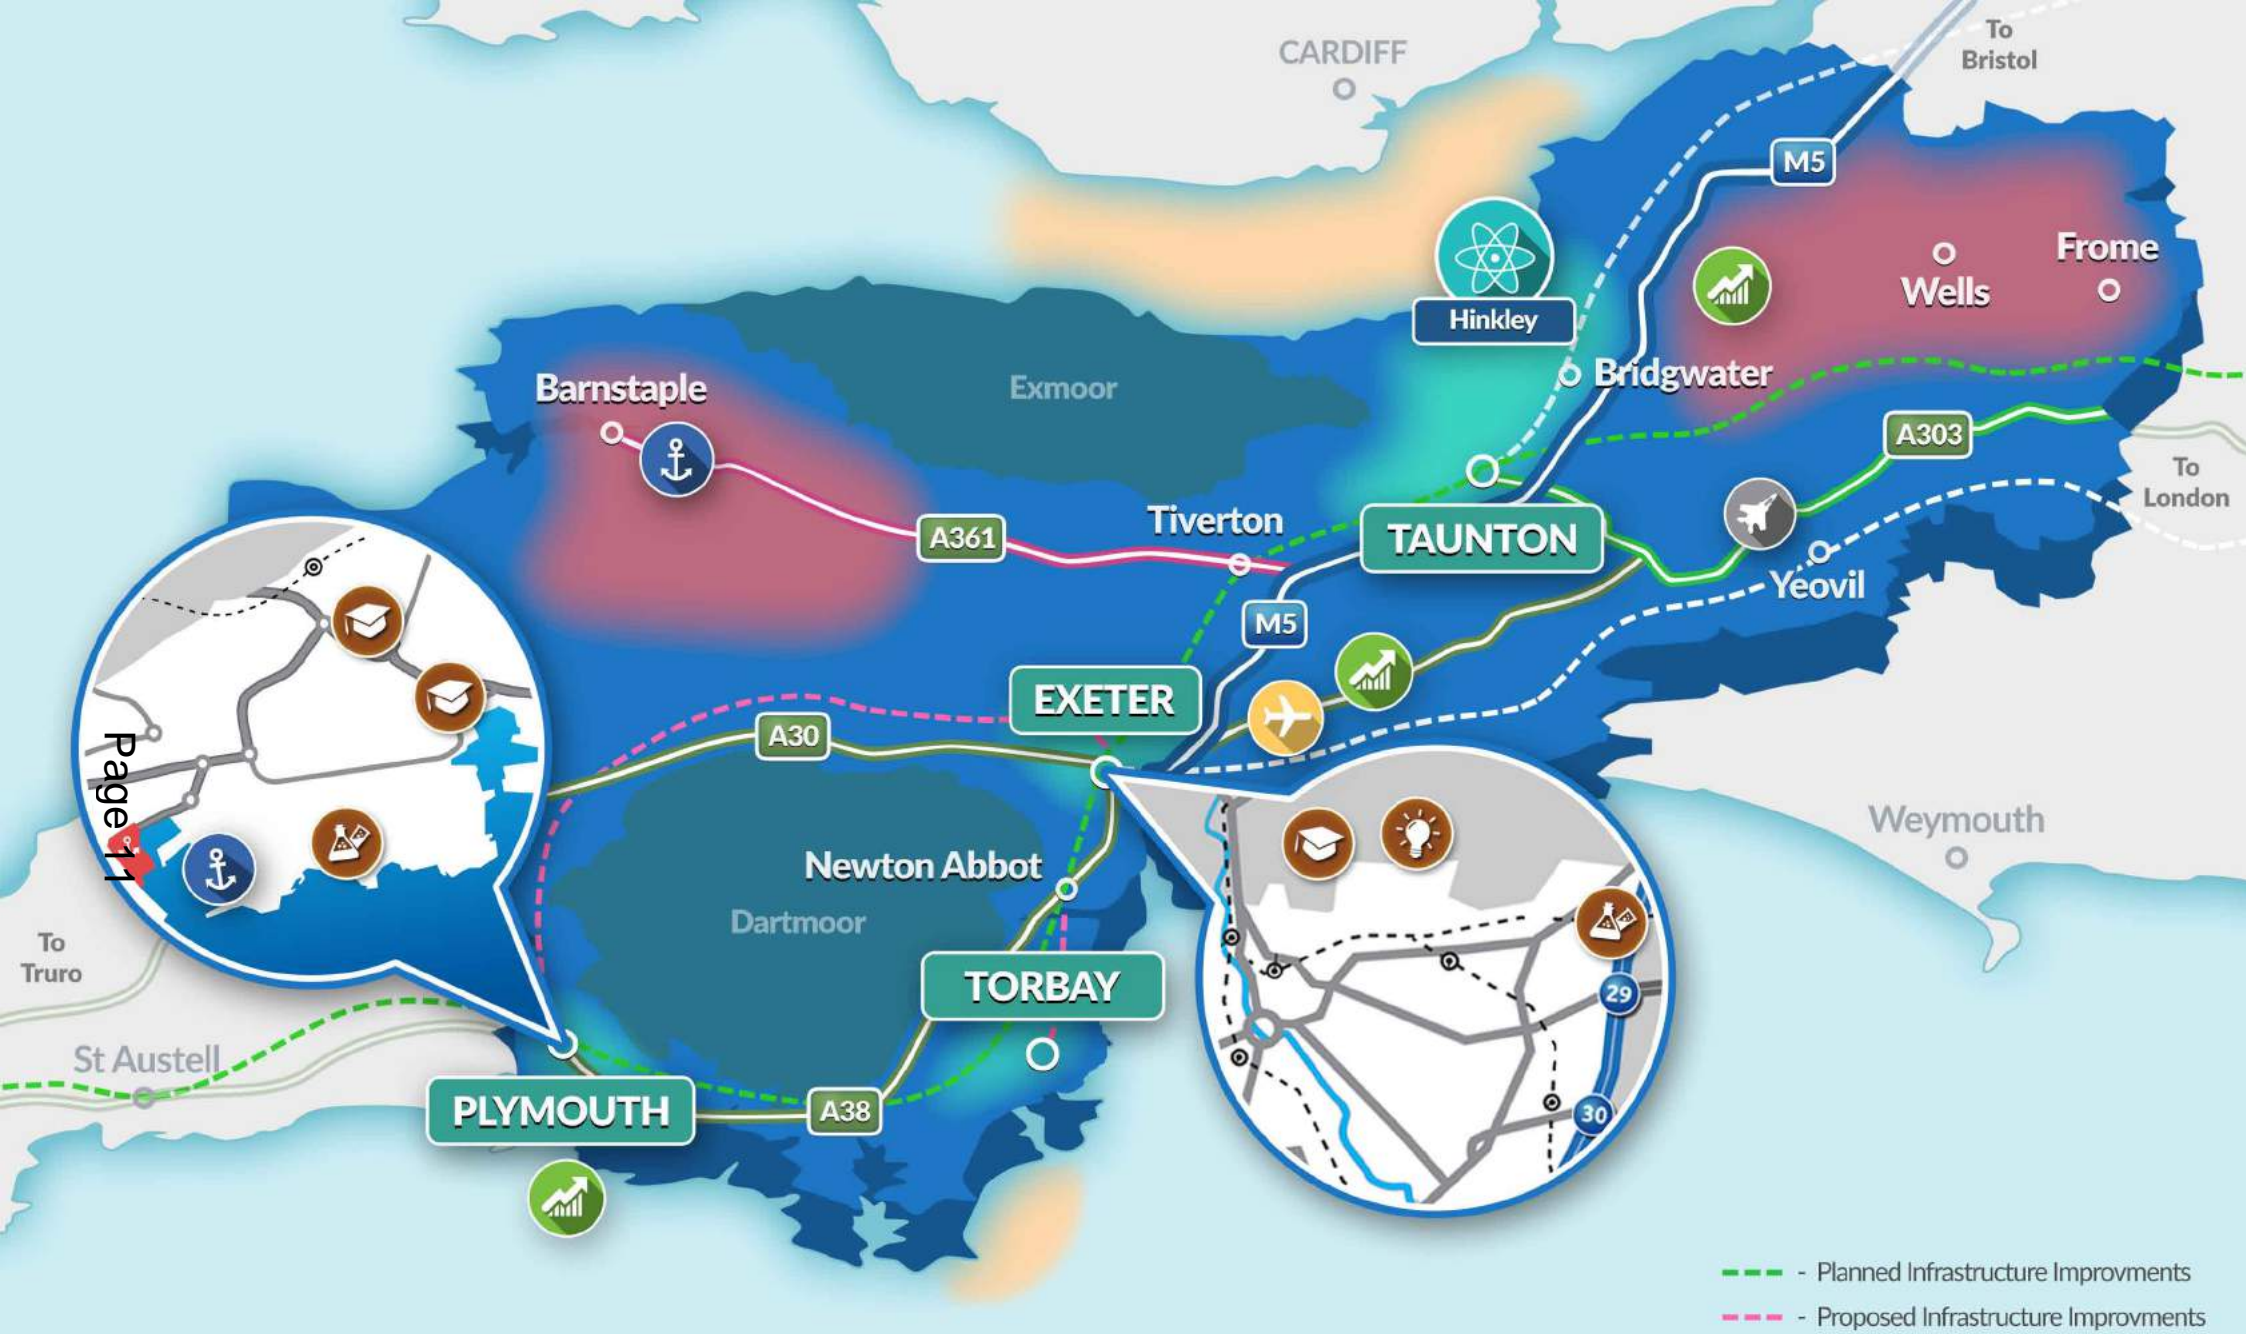 CARDIFF
To
Bristol
M5
Hinkley
Wells
Frome
Bridgwater
Barnstaple
Exmoor
A303
To
London
Tiverton
A361
TAUNTON
Yeovil
M5
EXETER
A30
Page 11
Newton Abbot
Dartmoor
Weymouth
To
Truro
TORBAY
29
St Austell
PLYMOUTH
A38
30
- Planned Infrastructure Improvments
- Proposed Infrastructure Improvments